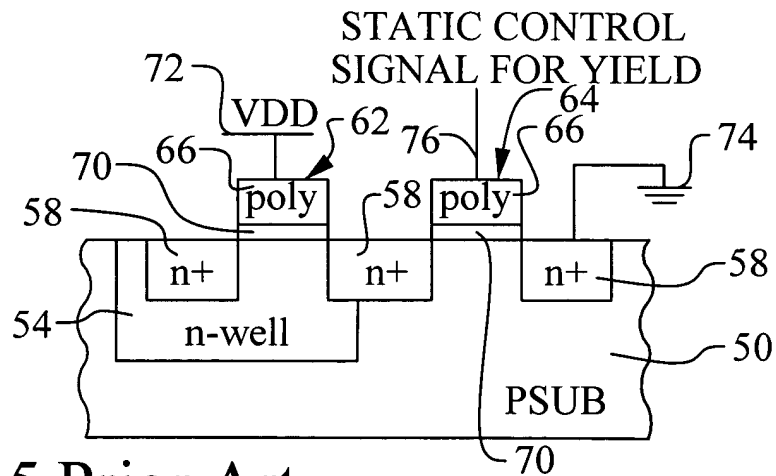 STATIC CONTROL
SIGNAL FOR YIELD
72
VDD
62
76
64
66
74
66
poly
poly
70
58
58
n+
n+
n+
58
54
n-well
50
PSUB
70
5 Prior Art